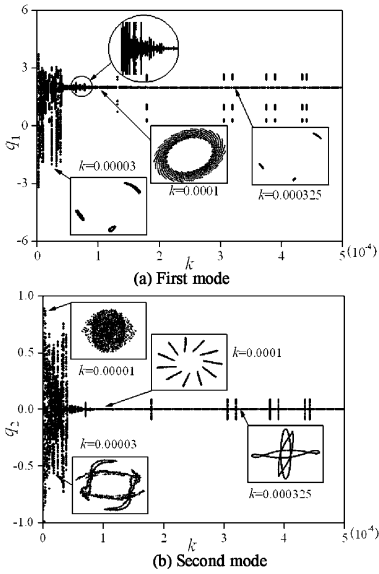 6
3
0
-3
-6
q1
k=0.00003
k=0.0001
k=0.000325
0 1 2 3 4 5
(10-4)
k
(a) First mode
1.0
0.5
0.0
-0.5
-1.0
q2
k=0.00001
k=0.0001
k=0.00003
k=0.000325
0 1 2 3 4 5
(10-4)
k
(b) Second mode